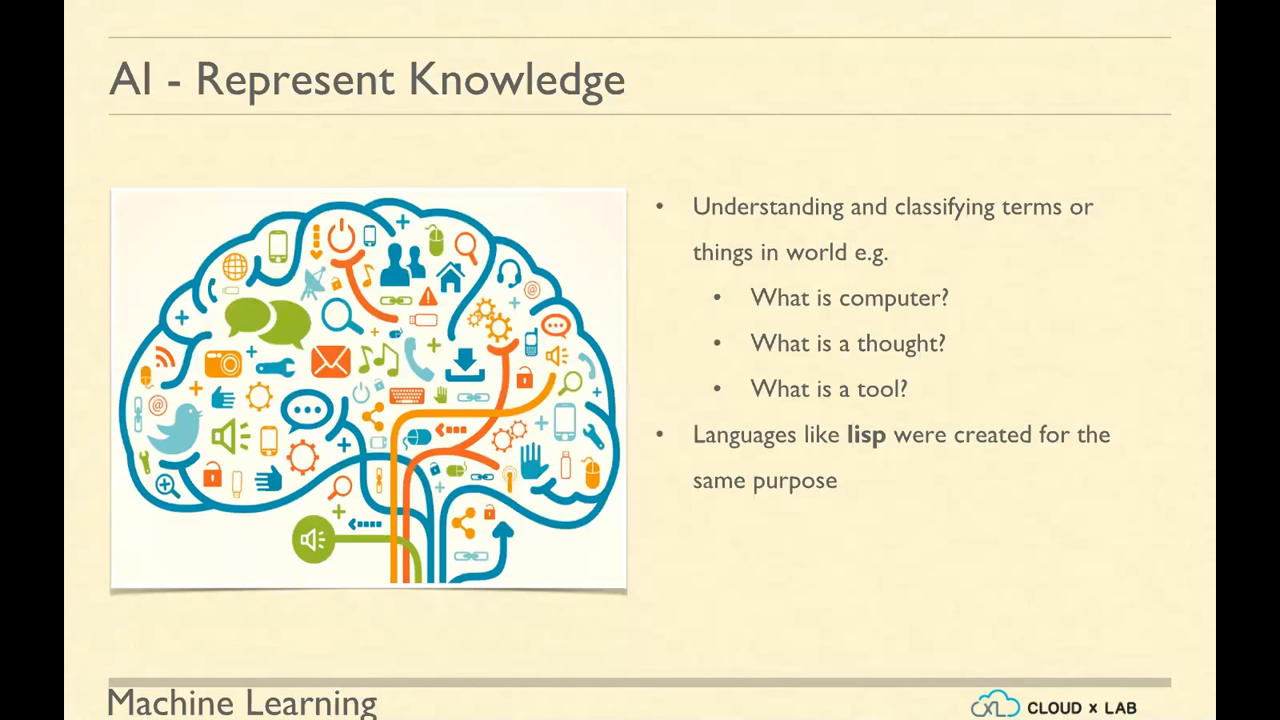 AI - Represent Knowledge
• Understanding and classifying terms or
things in world e.g.
• What is computer?
• What is a thought?
• What is a tool?
• Languages like lisp were created for the
same purpose
Machine Learning
CLOUD x LAB